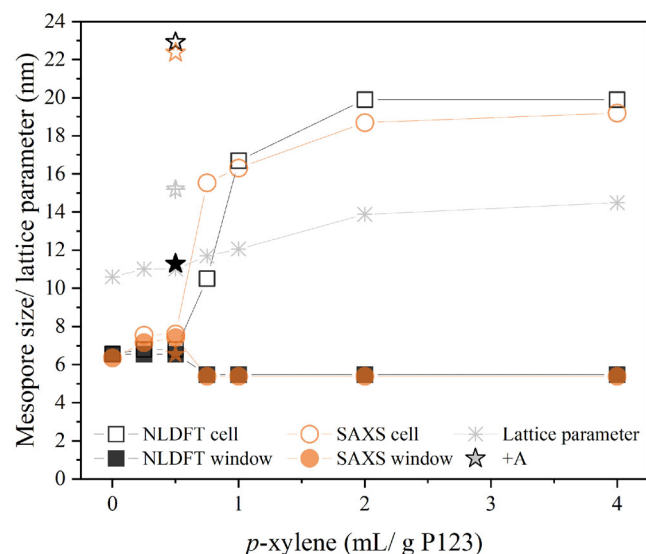 Mesopore size/ lattice parameter (nm)
24
22
20
18
16
14
12
10
8
6
4
2
0
NLDFT cell SAXS cell Lattice parameter
NLDFT window SAXS window +A
0 1 2 3 4
p-xylene (mL/ g P123)